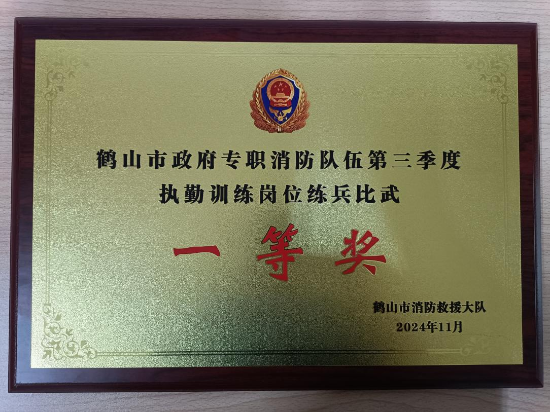 鹤山市政府专职消防队伍第三季度
执勤训练岗位练兵比武
一等奖
鹤山市消防救援大队
2024年11月